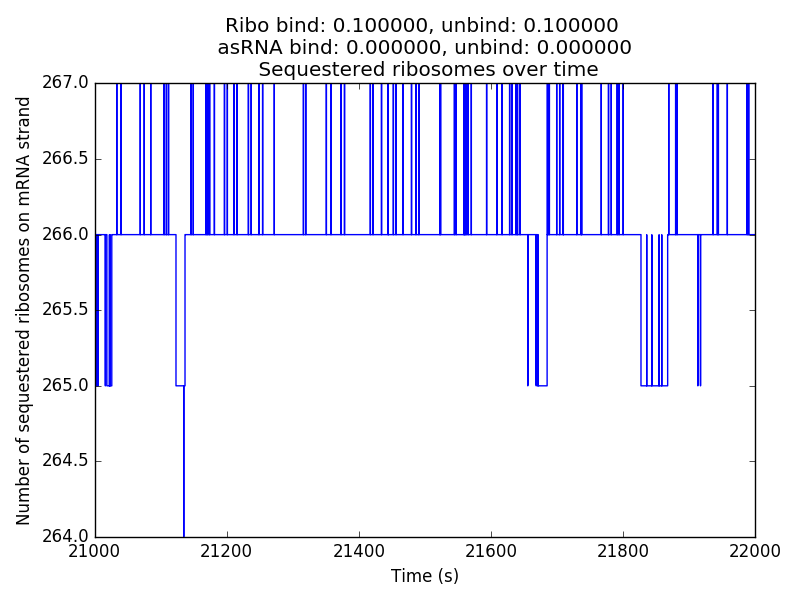 Ribo bind: 0.100000, unbind: 0.100000
asRNA bind: 0.000000, unbind: 0.000000
Sequestered ribosomes over time
Number of sequestered ribosomes on mRNA strand
267.0
266.5
266.0
265.5
265.0
264.5
264.0
21000 21200 21400 21600 21800 22000
Time (s)